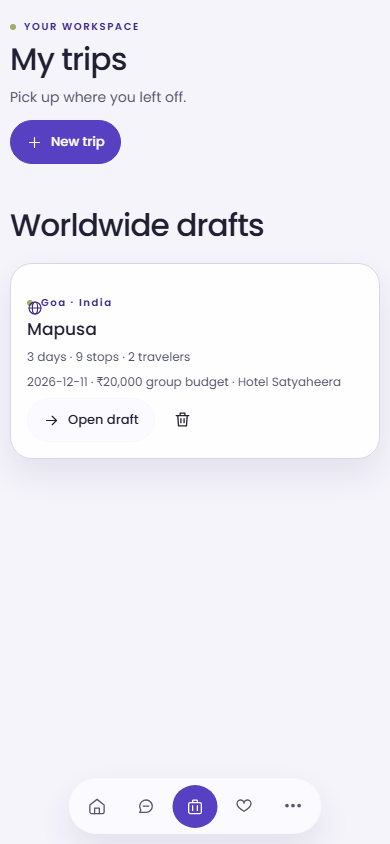 YOUR WORKSPACE
My trips
Pick up where you left off.
New trip
Worldwide drafts
Goa · India
Mapusa
3 days · 9 stops · 2 travelers
2026-12-11 · ₹20,000 group budget · Hotel Satyaheera
Open draft